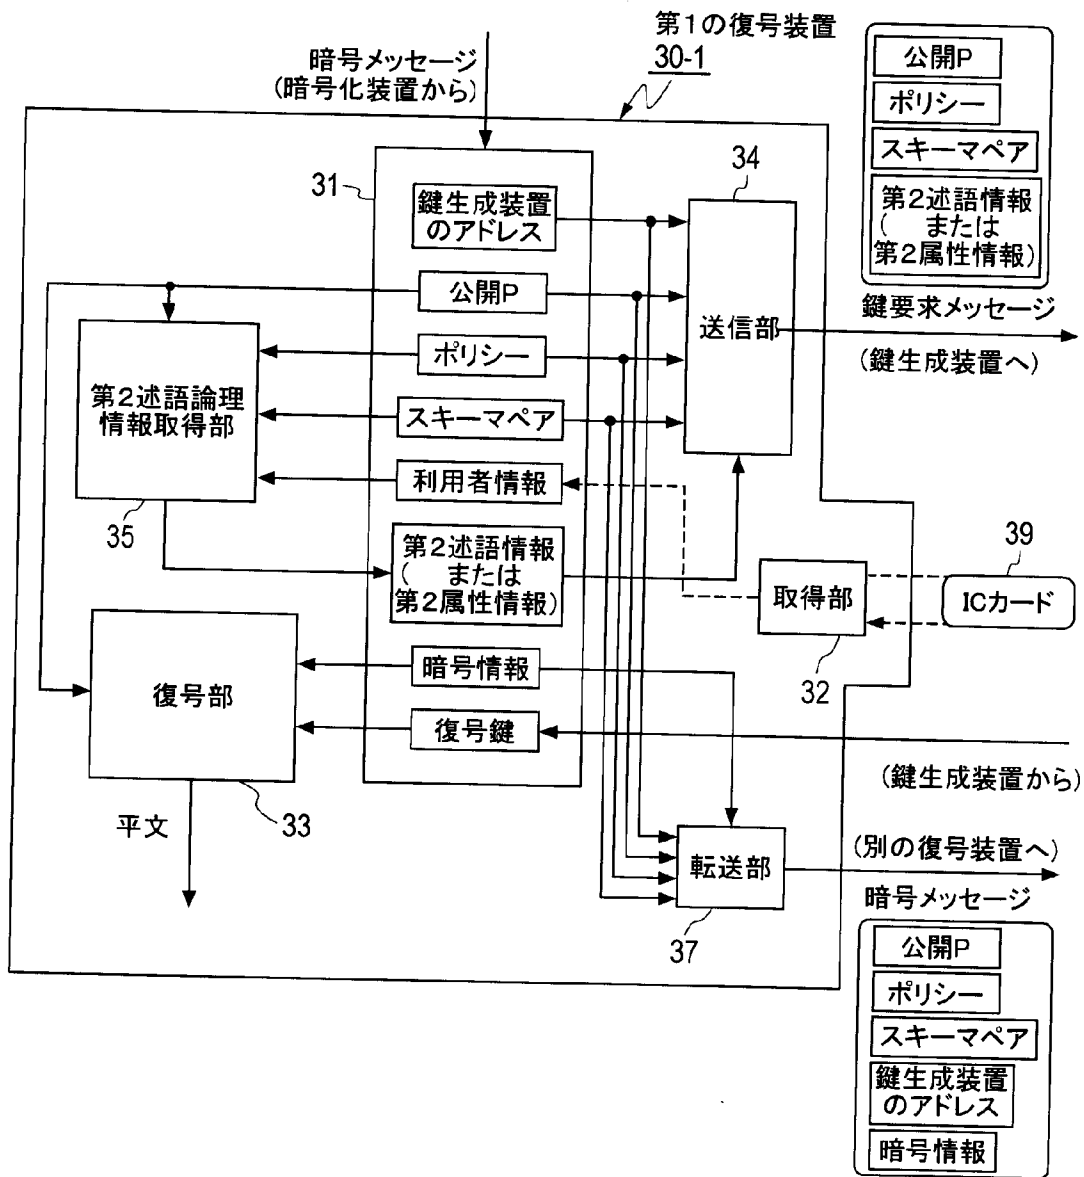 第1の復号装置
30-1
暗号メッセージ
(暗号化装置から)
公開P
ポリシー
スキーマペア
第2述語情報
(または
第2属性情報)
鍵要求メッセージ
(鍵生成装置へ)
31
鍵生成装置
のアドレス
公開P
ポリシー
スキーマペア
利用者情報
第2述語情報
(または
第2属性情報)
暗号情報
復号鍵
34
送信部
第2述語論理
情報取得部
35
39
ICカード
取得部
32
復号部
33
平文
(鍵生成装置から)
転送部
37
(別の復号装置へ)
暗号メッセージ
公開P
ポリシー
スキーマペア
鍵生成装置
のアドレス
暗号情報